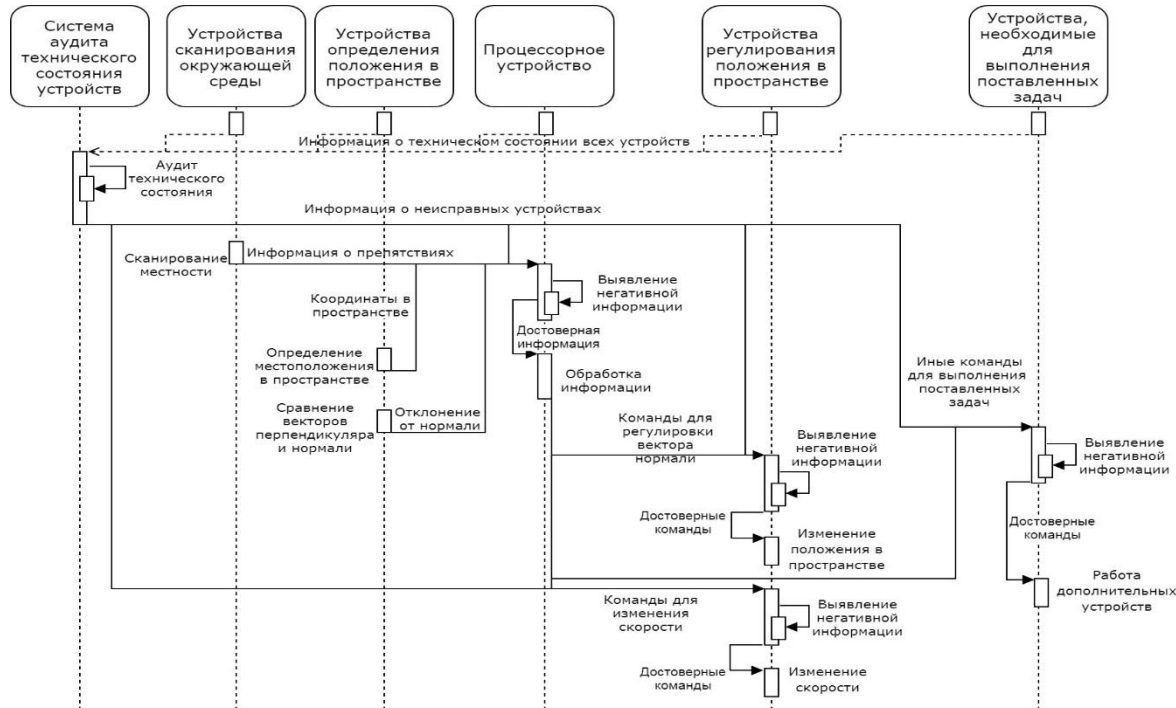 Система
аудита
технического
состояния
устройств
Устройства
сканирования
окружающей
среды
Устройства
определения
положения в
пространстве
Процессорное
устройство
Устройства
регулирования
положения в
пространстве
Устройства,
необходимые
для
выполнения
поставленных
задач
Информация о техническом состоянии всех устройств
Аудит
технического
состояния
Информация о неисправных устройствах
Сканирование
местности
Информация о препятствиях
Координаты в
пространстве
Выявление
негативной
информации
Достоверная
информация
Определение
местоположения
в пространстве
Обработка
информации
Иные команды
для выполнения
поставленных
задач
Сравнение
векторов
перпендикуляра
и нормали
Отклонение
от нормали
Команды для
регулировки
вектора
нормали
Выявление
негативной
информации
Выявление
негативной
информации
Достоверные
команды
Изменение
положения в
пространстве
Достоверные
команды
Работа
дополнительных
устройств
Команды для
изменения
скорости
Выявление
негативной
информации
Достоверные
команды
Изменение
скорости